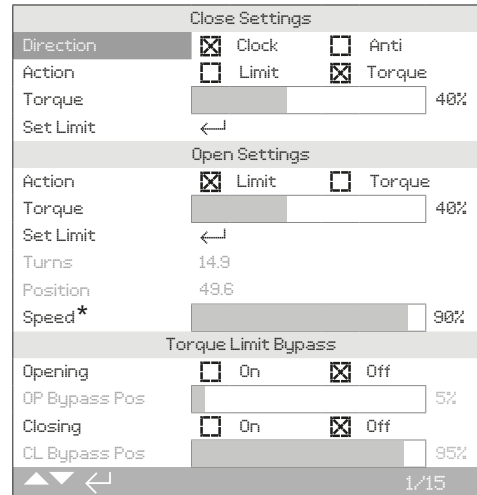 Close Settings
Direction Clock Anti
Action Limit Torque
Torque 40%
Set Limit
Open Settings
Action Limit Torque
Torque 40%
Set Limit
Turns 14.9
Position 49.6
Speed* 90%
Torque Limit Bypass
Opening On Off
OP Bypass Pos 5%
Closing On Off
CL Bypass Pos 95%
1/15